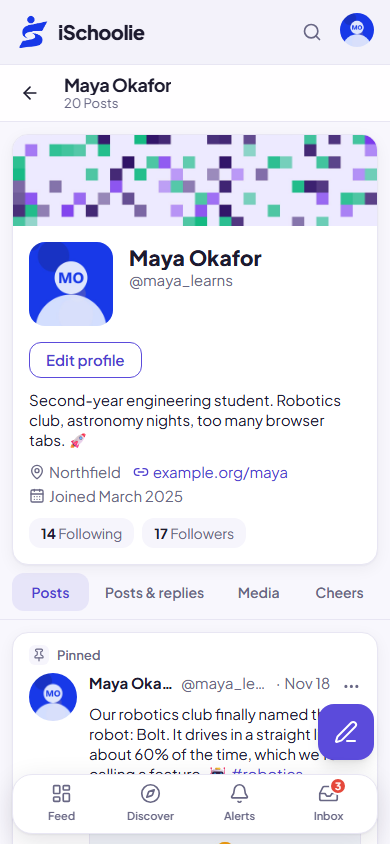 iSchoolie
MO
Maya Okafor
20 Posts
MO
Maya Okafor
@maya_learns
Edit profile
Second-year engineering student. Robotics
club, astronomy nights, too many browser
tabs. 🚀
Northfield example.org/maya
Joined March 2025
14 Following 17 Followers
Posts Posts & replies Media Cheers
Pinned
MO
Maya Oka… @maya_le… · Nov 18 ...
Our robotics club finally named
robot: Bolt. It drives in a straight
about 60% of the time, which
calling a feature. #robotics
3
Feed Discover Alerts Inbox